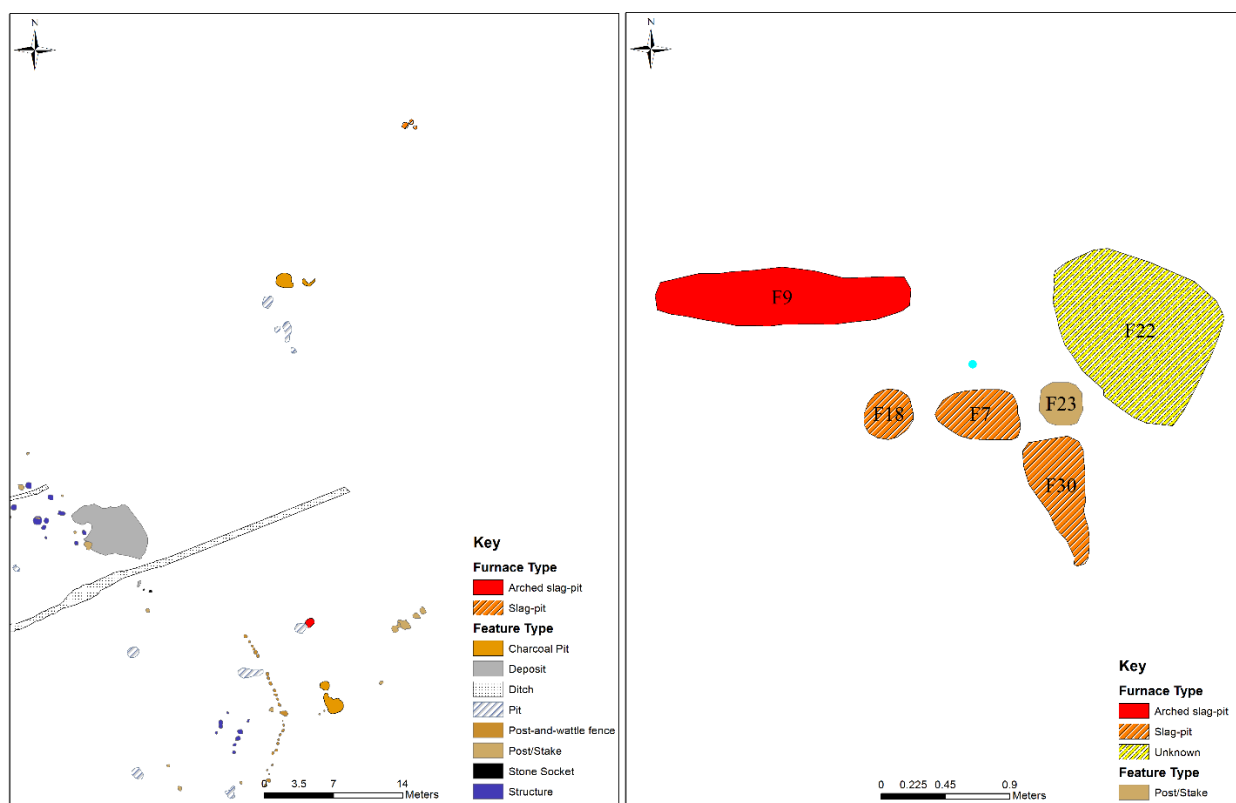 N
Key
Furnace Type
Arched slag-pit
Slag-pit
Feature Type
Charcoal Pit
Deposit
Ditch
Pit
Post-and-wattle fence
Post/Stake
Stone Socket
Structure
0 3.5 7 14
Meters
N
F9
F22
F18
F7
F23
F30
Key
Furnace Type
Arched slag-pit
Slag-pit
Unknown
Feature Type
Post/Stake
0 0.225 0.45 0.9
Meters